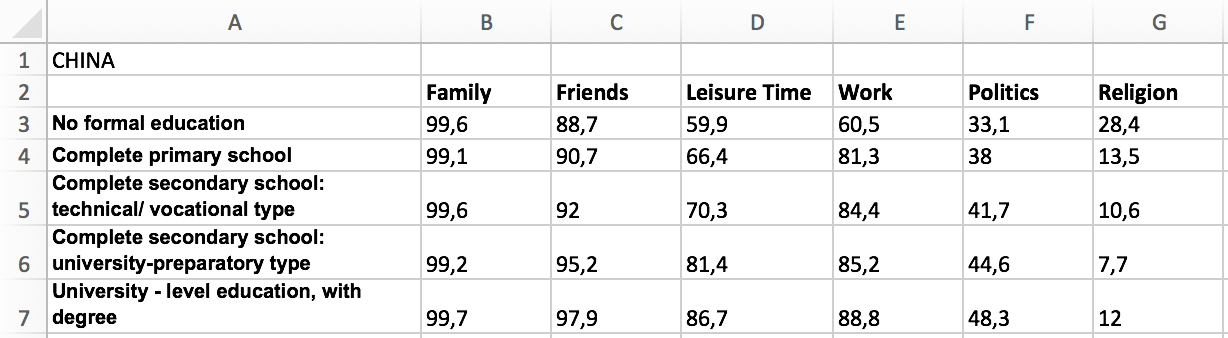 A B C D E F G
1 CHINA
2 Family Friends Leisure Time Work Politics Religion
3 No formal education 99,6 88,7 59,9 60,5 33,1 28,4
4 Complete primary school 99,1 90,7 66,4 81,3 38 13,5
Complete secondary school:
5 technical/ vocational type 99,6 92 70,3 84,4 41,7 10,6
Complete secondary school:
6 university-preparatory type 99,2 95,2 81,4 85,2 44,6 7,7
University - level education, with
7 degree 99,7 97,9 86,7 88,8 48,3 12